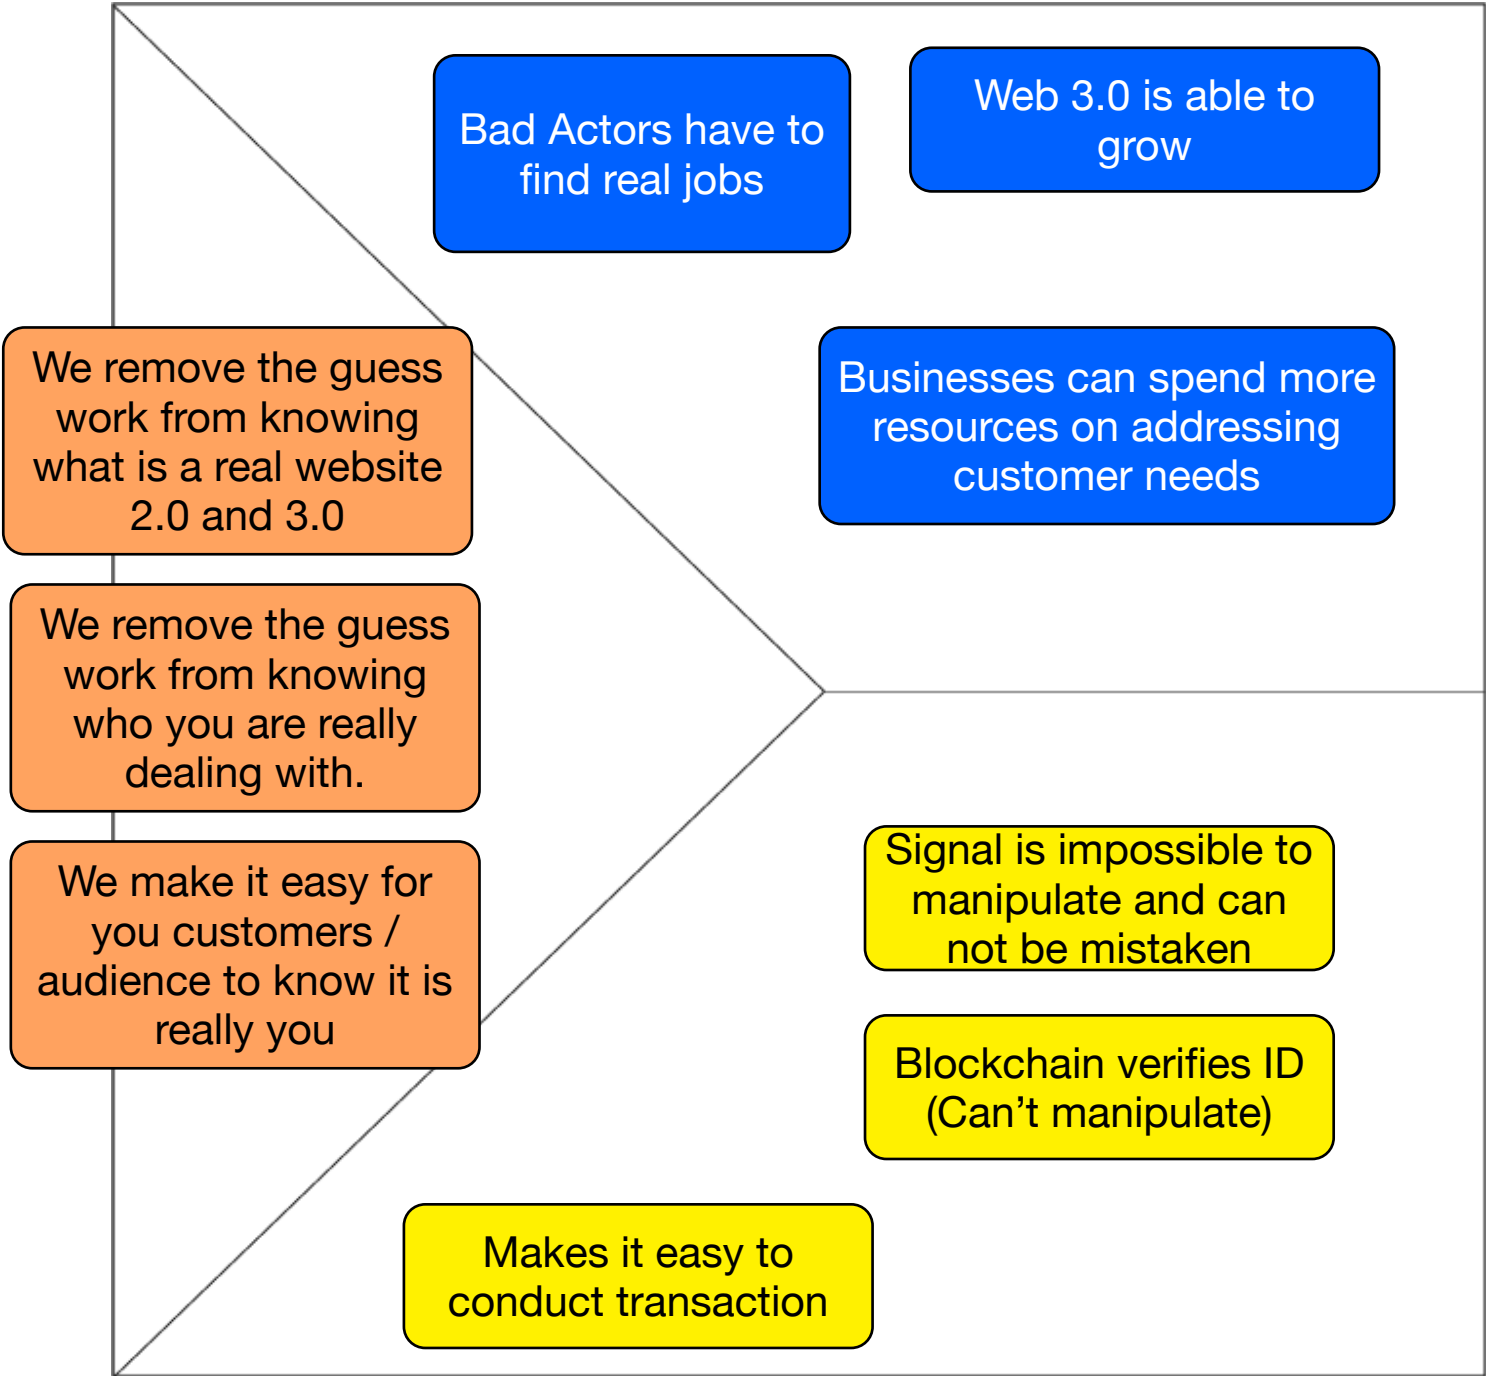 Bad Actors have to
find real jobs
Web 3.0 is able to
grow
Businesses can spend more
resources on addressing
customer needs
We remove the guess
work from knowing
what is a real website
2.0 and 3.0
We remove the guess
work from knowing
who you are really
dealing with.
We make it easy for
you customers /
audience to know it is
really you
Signal is impossible to
manipulate and can
not be mistaken
Blockchain verifies ID
(Can’t manipulate)
Makes it easy to
conduct transaction